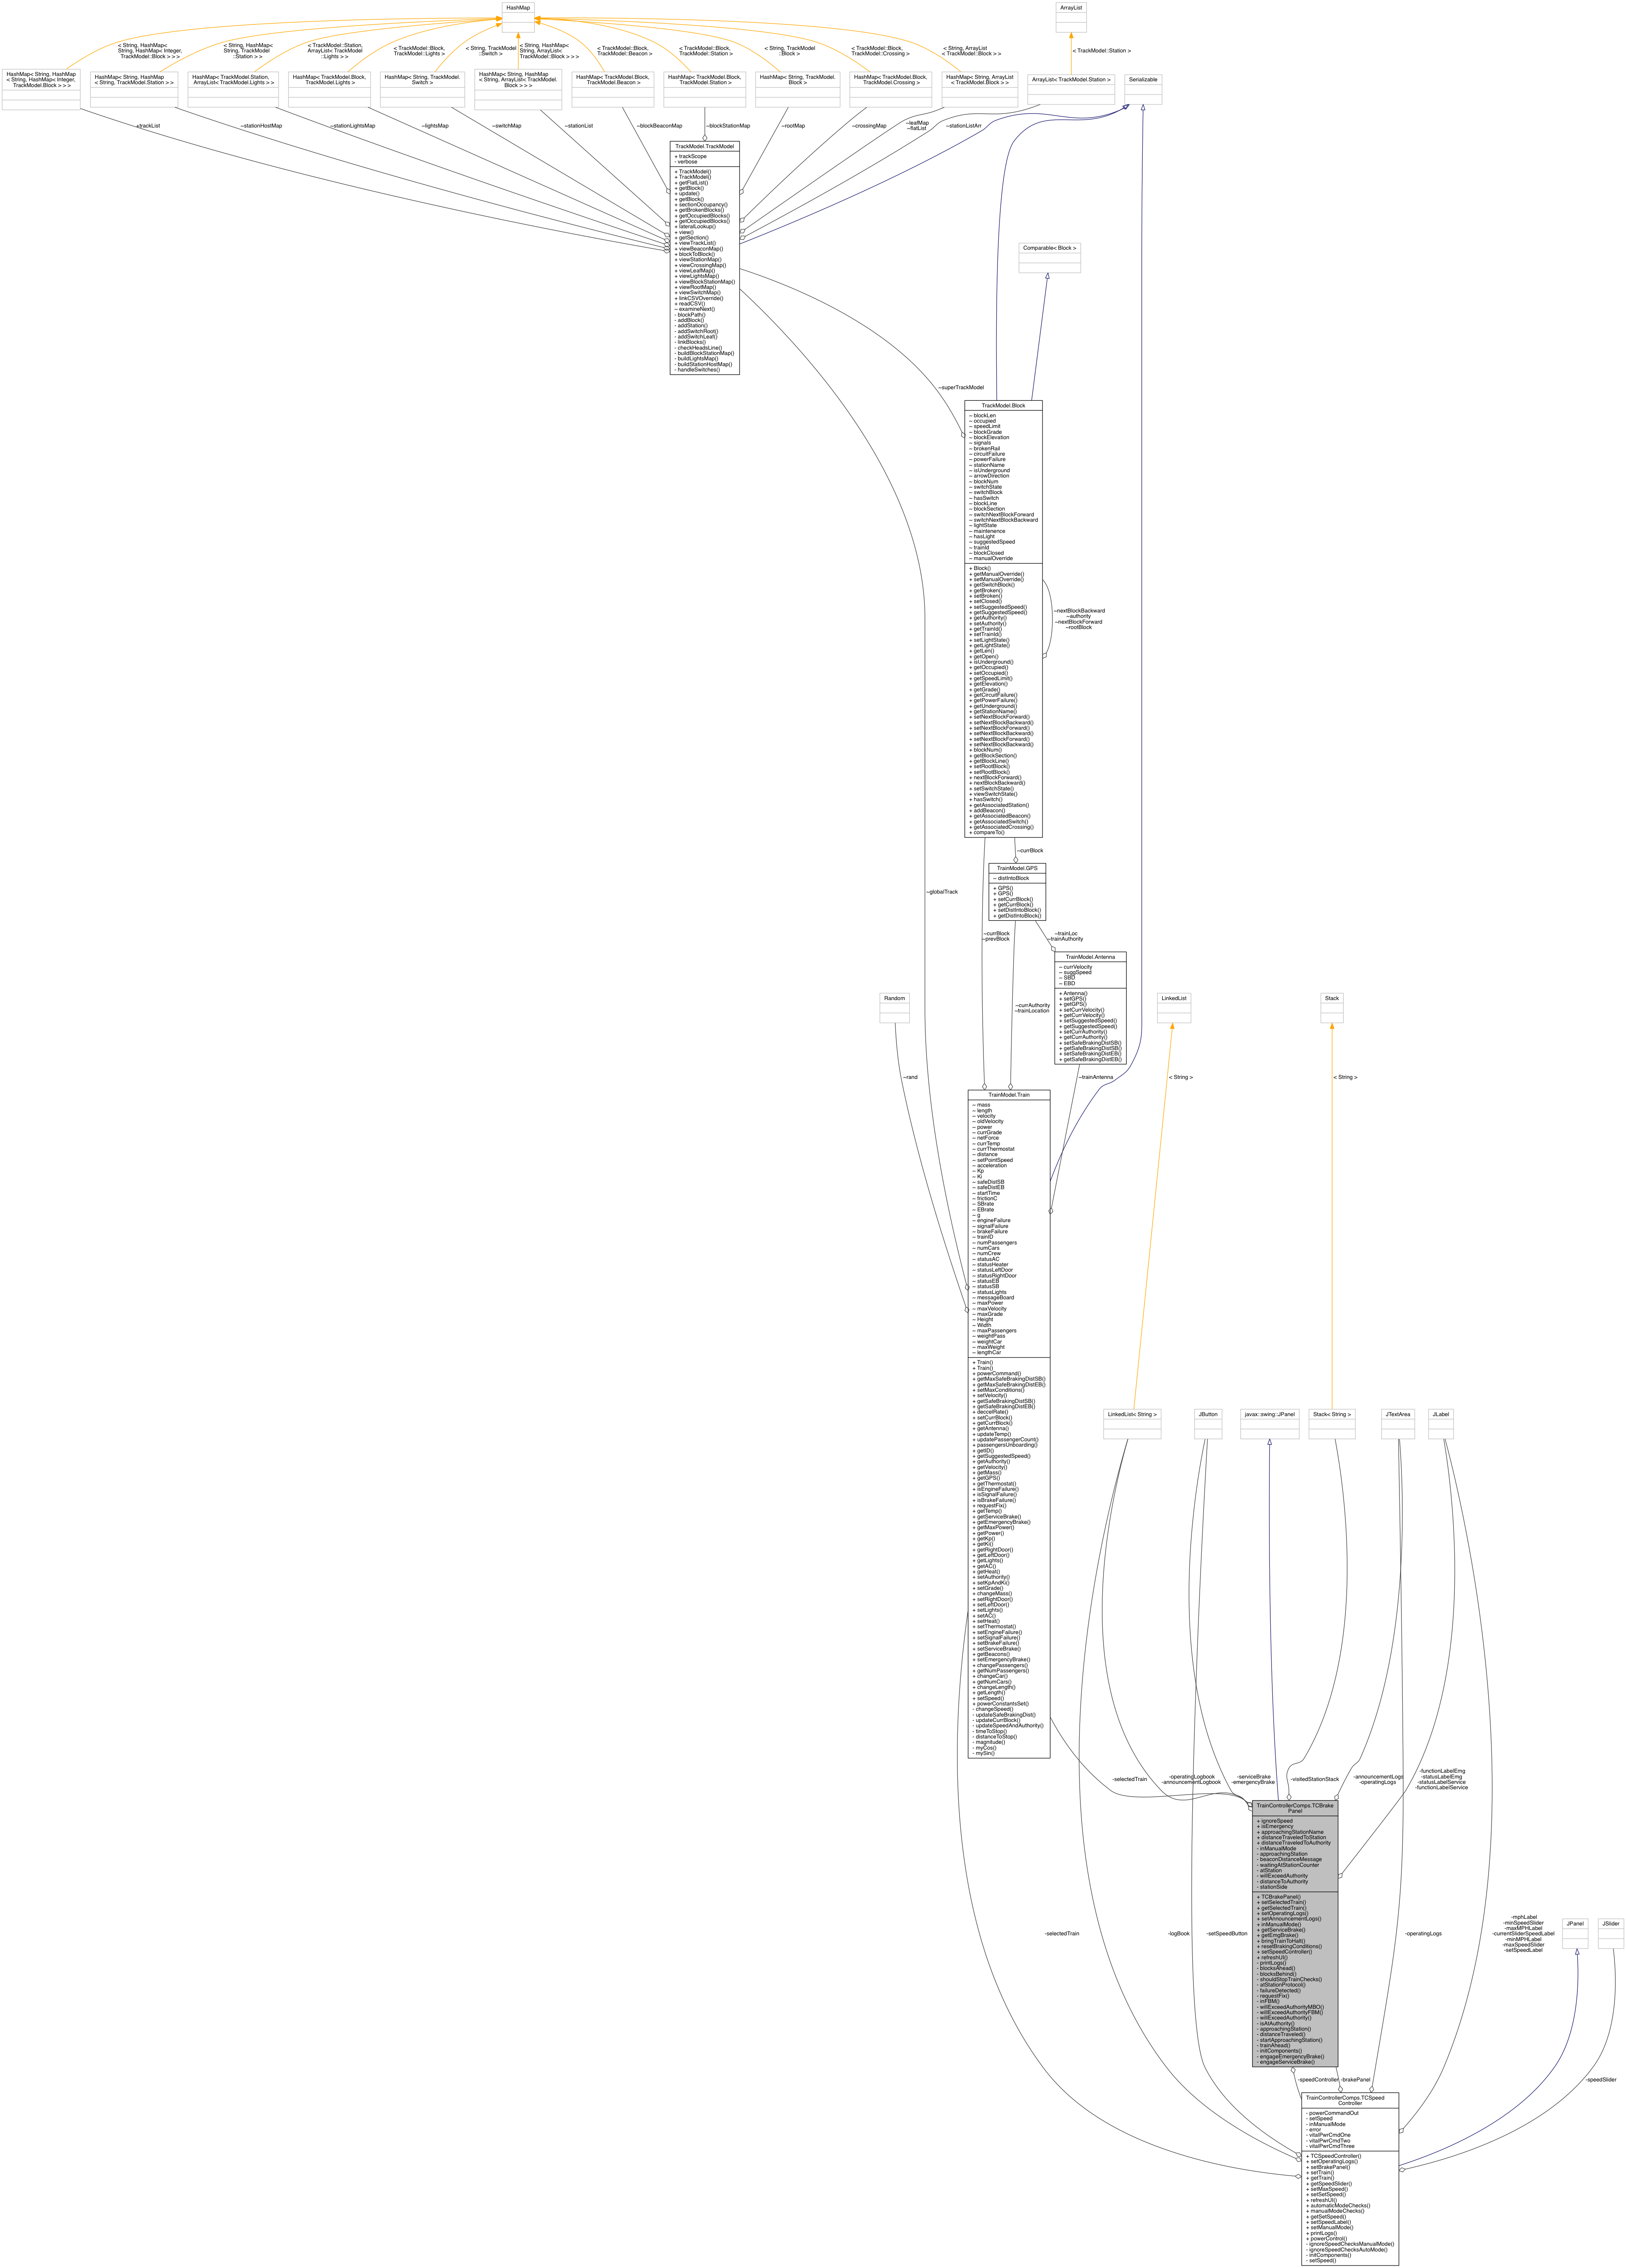 HashMap
ArrayList
< String, HashMap<
String, HashMap< Integer,
TrackModel::Block > > >
< String, HashMap<
String, TrackModel
::Station > >
< TrackModel::Station,
ArrayList< TrackModel
::Lights > >
< TrackModel::Block,
TrackModel::Lights >
< String, TrackModel
::Switch >
< String, HashMap<
String, ArrayList<
TrackModel::Block > > >
< TrackModel::Block,
TrackModel::Beacon >
< TrackModel::Block,
TrackModel::Station >
< String, TrackModel
::Block >
< TrackModel::Block,
TrackModel::Crossing >
< String, ArrayList
< TrackModel::Block > >
< TrackModel::Station >
HashMap< String, HashMap
< String, HashMap< Integer,
TrackModel.Block > > >
HashMap< String, HashMap
< String, TrackModel.Station > >
HashMap< TrackModel.Station,
ArrayList< TrackModel.Lights > >
HashMap< TrackModel.Block,
TrackModel.Lights >
HashMap< String, TrackModel.
Switch >
HashMap< String, HashMap
< String, ArrayList< TrackModel.
Block > > >
HashMap< TrackModel.Block,
TrackModel.Beacon >
HashMap< TrackModel.Block,
TrackModel.Station >
HashMap< String, TrackModel.
Block >
HashMap< TrackModel.Block,
TrackModel.Crossing >
HashMap< String, ArrayList
< TrackModel.Block > >
ArrayList< TrackModel.Station >
Serializable
+trackList
~stationHostMap
~stationLightsMap
~lightsMap
~switchMap
~stationList
~blockBeaconMap
~blockStationMap
~rootMap
~crossingMap
~leafMap
~flatList
~stationListArr
TrackModel.TrackModel
+ trackScope
- verbose
+ TrackModel()
+ TrackModel()
+ getFlatList()
+ getBlock()
+ update()
+ getBlock()
+ sectionOccupancy()
+ getBrokenBlocks()
+ getOccupiedBlocks()
+ getOccupiedBlocks()
+ lateralLookup()
+ view()
+ getSection()
+ viewTrackList()
+ viewBeaconMap()
+ blockToBlock()
+ viewStationMap()
+ viewCrossingMap()
+ viewLeafMap()
+ viewLightsMap()
+ viewBlockStationMap()
+ viewRootMap()
+ viewSwitchMap()
+ linkCSVOverride()
+ readCSV()
~ examineNext()
- blockPath()
- addBlock()
- addStation()
- addSwitchRoot()
- addSwitchLeaf()
- linkBlocks()
- checkHeadsLine()
- buildBlockStationMap()
- buildLightsMap()
- buildStationHostMap()
- handleSwitches()
Comparable< Block >
~superTrackModel
TrackModel.Block
~ blockLen
~ occupied
~ speedLimit
~ blockGrade
~ blockElevation
~ signals
~ brokenRail
~ circuitFailure
~ powerFailure
~ stationName
~ isUnderground
~ arrowDirection
~ blockNum
~ switchState
~ switchBlock
~ hasSwitch
~ blockLine
~ blockSection
~ switchNextBlockForward
~ switchNextBlockBackward
~ lightState
~ maintenence
~ hasLight
~ suggestedSpeed
~ trainId
~ blockClosed
~ manualOverride
+ Block()
+ getManualOverride()
+ setManualOverride()
+ getSwitchBlock()
+ getBroken()
+ setBroken()
+ setClosed()
+ setSuggestedSpeed()
+ getSuggestedSpeed()
+ getAuthority()
+ setAuthority()
+ getTrainId()
+ setTrainId()
+ setLightState()
+ getLightState()
+ getLen()
+ getOpen()
+ isUnderground()
+ getOccupied()
+ setOccupied()
+ getSpeedLimit()
+ getElevation()
+ getGrade()
+ getCircuitFailure()
+ getPowerFailure()
+ getUnderground()
+ getStationName()
+ setNextBlockForward()
+ setNextBlockBackward()
+ setNextBlockForward()
+ setNextBlockBackward()
+ setNextBlockForward()
+ setNextBlockBackward()
+ blockNum()
+ getBlockSection()
+ getBlockLine()
+ setRootBlock()
+ setRootBlock()
+ nextBlockForward()
+ nextBlockBackward()
+ setSwitchState()
+ viewSwitchState()
+ hasSwitch()
+ getAssociatedStation()
+ addBeacon()
+ getAssociatedBeacon()
+ getAssociatedSwitch()
+ getAssociatedCrossing()
+ compareTo()
~nextBlockBackward
~authority
~nextBlockForward
~rootBlock
~currBlock
TrainModel.GPS
~ distIntoBlock
+ GPS()
+ GPS()
+ setCurrBlock()
+ getCurrBlock()
+ setDistIntoBlock()
+ getDistIntoBlock()
~globalTrack
~currBlock
~prevBlock
~trainLoc
~trainAuthority
TrainModel.Antenna
~ currVelocity
~ suggSpeed
~ SBD
~ EBD
+ Antenna()
+ setGPS()
+ getGPS()
+ setCurrVelocity()
+ getCurrVelocity()
+ setSuggestedSpeed()
+ getSuggestedSpeed()
+ setCurrAuthority()
+ getCurrAuthority()
+ setSafeBrakingDistSB()
+ getSafeBrakingDistSB()
+ setSafeBrakingDistEB()
+ getSafeBrakingDistEB()
Random
~currAuthority
~trainLocation
LinkedList
Stack
~rand
~trainAntenna
< String >
< String >
TrainModel.Train
~ mass
~ length
~ velocity
~ oldVelocity
~ power
~ currGrade
~ netForce
~ currTemp
~ currThermostat
~ distance
~ setPointSpeed
~ acceleration
~ Kp
~ Ki
~ safeDistSB
~ safeDistEB
~ startTime
~ frictionC
~ SBrate
~ EBrate
~ g
~ engineFailure
~ signalFailure
~ brakeFailure
~ trainID
~ numPassengers
~ numCars
~ numCrew
~ statusAC
~ statusHeater
~ statusLeftDoor
~ statusRightDoor
~ statusEB
~ statusSB
~ statusLights
~ messageBoard
~ maxPower
~ maxVelocity
~ maxGrade
~ Height
~ Width
~ maxPassengers
~ weightPass
~ weightCar
~ maxWeight
~ lengthCar
+ Train()
+ Train()
+ powerCommand()
+ getMaxSafeBrakingDistSB()
+ getMaxSafeBrakingDistEB()
+ setMaxConditions()
+ setVelocity()
+ getSafeBrakingDistSB()
+ getSafeBrakingDistEB()
+ deccelRate()
+ setCurrBlock()
+ getCurrBlock()
+ getAntenna()
+ updateTemp()
+ updatePassengerCount()
+ passengersUnboarding()
+ getID()
+ getSuggestedSpeed()
+ getAuthority()
+ getVelocity()
+ getMass()
+ getGPS()
+ getThermostat()
+ isEngineFailure()
+ isSignalFailure()
+ isBrakeFailure()
+ requestFix()
+ getTemp()
+ getServiceBrake()
+ getEmergencyBrake()
+ getMaxPower()
+ getPower()
+ getKp()
+ getKi()
+ getRightDoor()
+ getLeftDoor()
+ getLights()
+ getAC()
+ getHeat()
+ setAuthority()
+ setKpAndKi()
+ setGrade()
+ changeMass()
+ setRightDoor()
+ setLeftDoor()
+ setLights()
+ setAC()
+ setHeat()
+ setThermostat()
+ setEngineFailure()
+ setSignalFailure()
+ setBrakeFailure()
+ setServiceBrake()
+ getBeacons()
+ setEmergencyBrake()
+ changePassengers()
+ getNumPassengers()
+ changeCar()
+ getNumCars()
+ changeLength()
+ getLength()
+ setSpeed()
+ powerConstantsSet()
- changeSpeed()
- updateSafeBrakingDist()
- updateCurrBlock()
- updateSpeedAndAuthority()
- timeToStop()
- distanceToStop()
- magnitude()
- myCos()
- mySin()
LinkedList< String >
JButton
javax::swing::JPanel
Stack< String >
JTextArea
JLabel
-selectedTrain
-operatingLogbook
-announcementLogbook
-serviceBrake
-emergencyBrake
-visitedStationStack
-announcementLogs
-operatingLogs
-functionLabelEmg
-statusLabelEmg
-statusLabelService
-functionLabelService
TrainControllerComps.TCBrake
Panel
+ ignoreSpeed
+ isEmergency
+ approachingStationName
+ distanceTraveledToStation
+ distanceTraveledToAuthority
- inManualMode
- approachingStation
- beaconDistanceMessage
- waitingAtStationCounter
- atStation
- willExceedAuthority
- distanceToAuthority
- stationSide
+ TCBrakePanel()
+ setSelectedTrain()
+ getSelectedTrain()
+ setOperatingLogs()
+ setAnnouncementLogs()
+ inManualMode()
+ getServiceBrake()
+ getEmgBrake()
+ bringTrainToHalt()
+ resetBrakingConditions()
+ setSpeedController()
+ refreshUI()
- printLogs()
- blocksAhead()
- blocksBehind()
- shouldStopTrainChecks()
- atStationProtocol()
- failureDetected()
- requestFix()
- inFBM()
- willExceedAuthorityMBO()
- willExceedAuthorityFBM()
- willExceedAuthority()
- isAtAuthority()
- approachingStation()
- distanceTraveled()
- startApproachingStation()
- trainAhead()
- initComponents()
- engageEmergencyBrake()
- engageServiceBrake()
-selectedTrain
-logBook
-setSpeedButton
-operatingLogs
-mphLabel
-minSpeedSlider
-maxMPHLabel
-currentSliderSpeedLabel
-minMPHLabel
-maxSpeedSlider
-setSpeedLabel
JPanel
JSlider
-speedController
-brakePanel
-speedSlider
TrainControllerComps.TCSpeed
Controller
- powerCommandOut
- setSpeed
- inManualMode
- error
- vitalPwrCmdOne
- vitalPwrCmdTwo
- vitalPwrCmdThree
+ TCSpeedController()
+ setOperatingLogs()
+ setBrakePanel()
+ setTrain()
+ getTrain()
+ getSpeedSlider()
+ setMaxSpeed()
+ setSetSpeed()
+ refreshUI()
+ automaticModeChecks()
+ manualModeChecks()
+ getSetSpeed()
+ setSpeedLabel()
+ setManualMode()
+ printLogs()
+ powerControl()
- ignoreSpeedChecksManualMode()
- ignoreSpeedChecksAutoMode()
- initComponents()
- setSpeed()